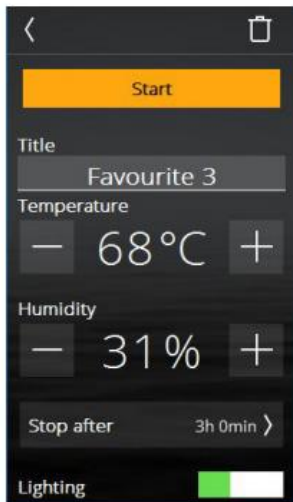 Start
Title
Favourite 3
Temperature
— 68°C +
Humidity
— 31% +
Stop after 3h 0min >
Lighting